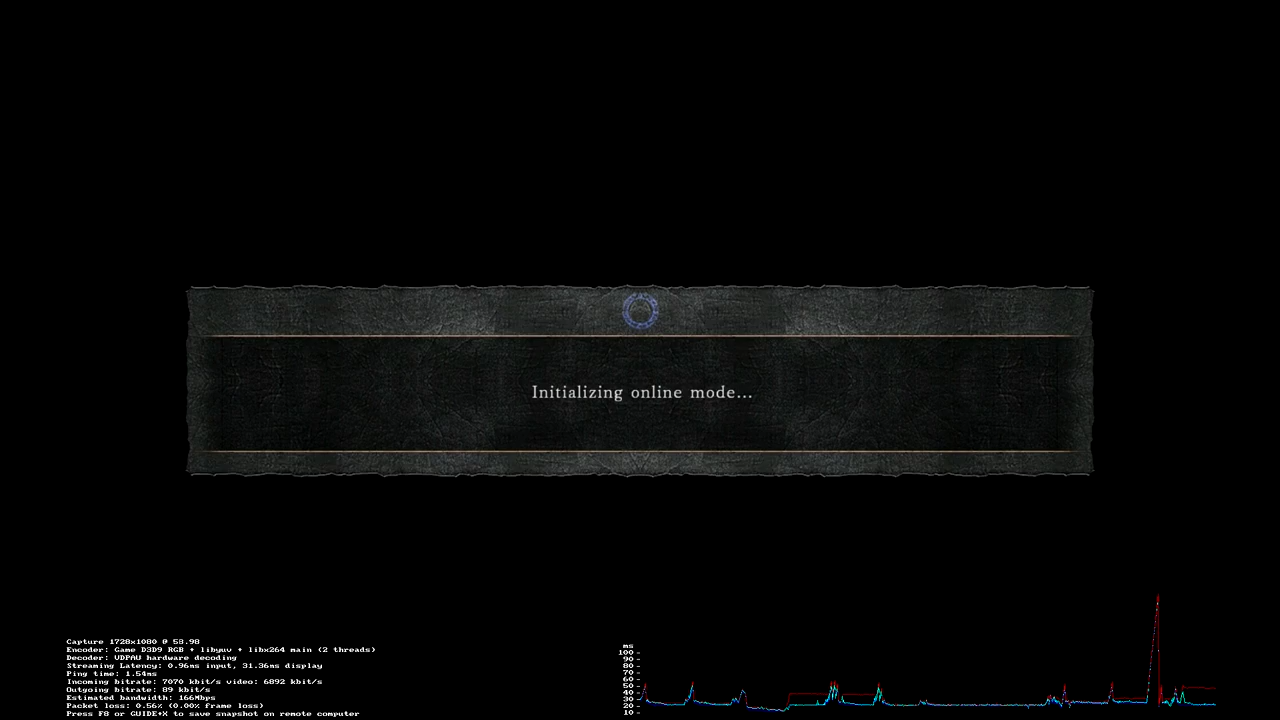 Initializing online mode...
Capture 1728x1080 @ 58.98
Encoder: Game D3D9 RGB + libyuv + libx264 main (2 threads)
Decoder: VDPAU hardware decoding
Streaming Latency: 0.96ms input, 31.36ms display
Ping time: 1.54ms
Incoming bitrate: 7070 kbit/s video: 6892 kbit/s
Outgoing bitrate: 89 kbit/s
Estimated bandwidth: 166Mbps
Packet loss: 0.56% (0.00% frame loss)
Press F8 or GUIDE+X to save snapshot on remote computer
ms
100
90
80
70
60
50
40
30
20
10